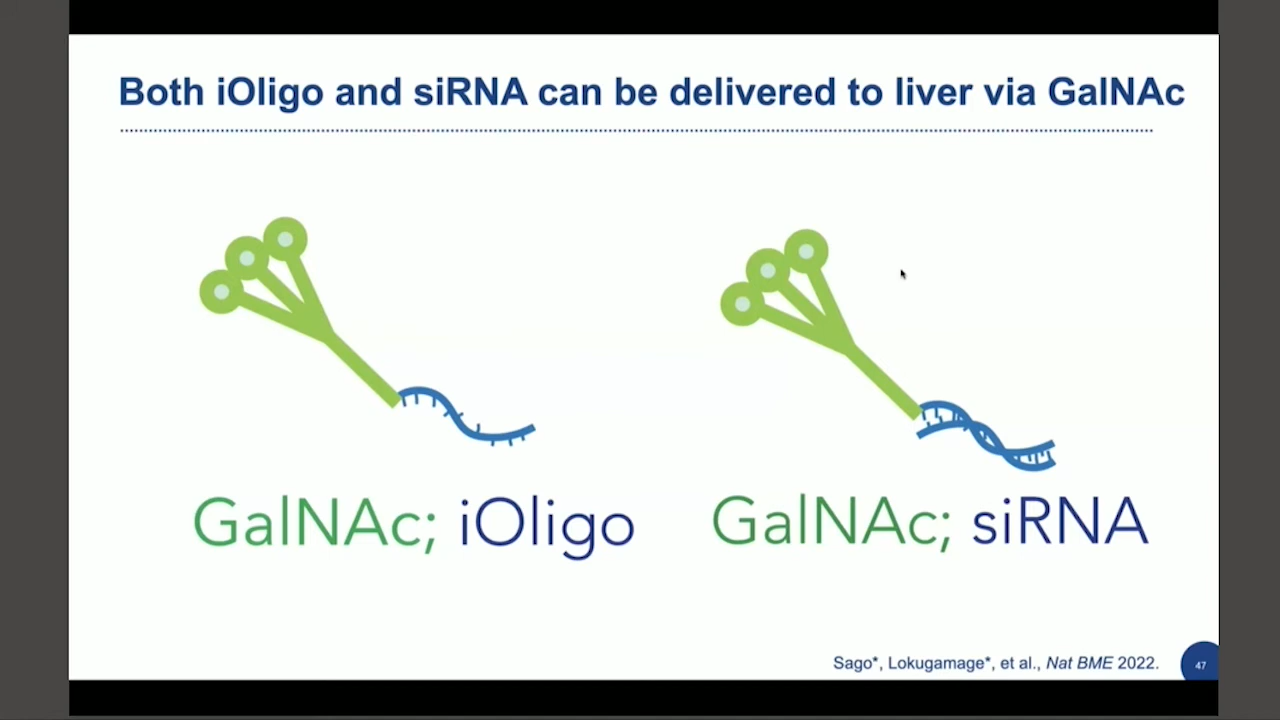 Both iOligo and siRNA can be delivered to liver via GalNAc
GalNAc; iOligo
GalNAc; siRNA
Sago*, Lokugamage*, et al., Nat BME 2022.
47